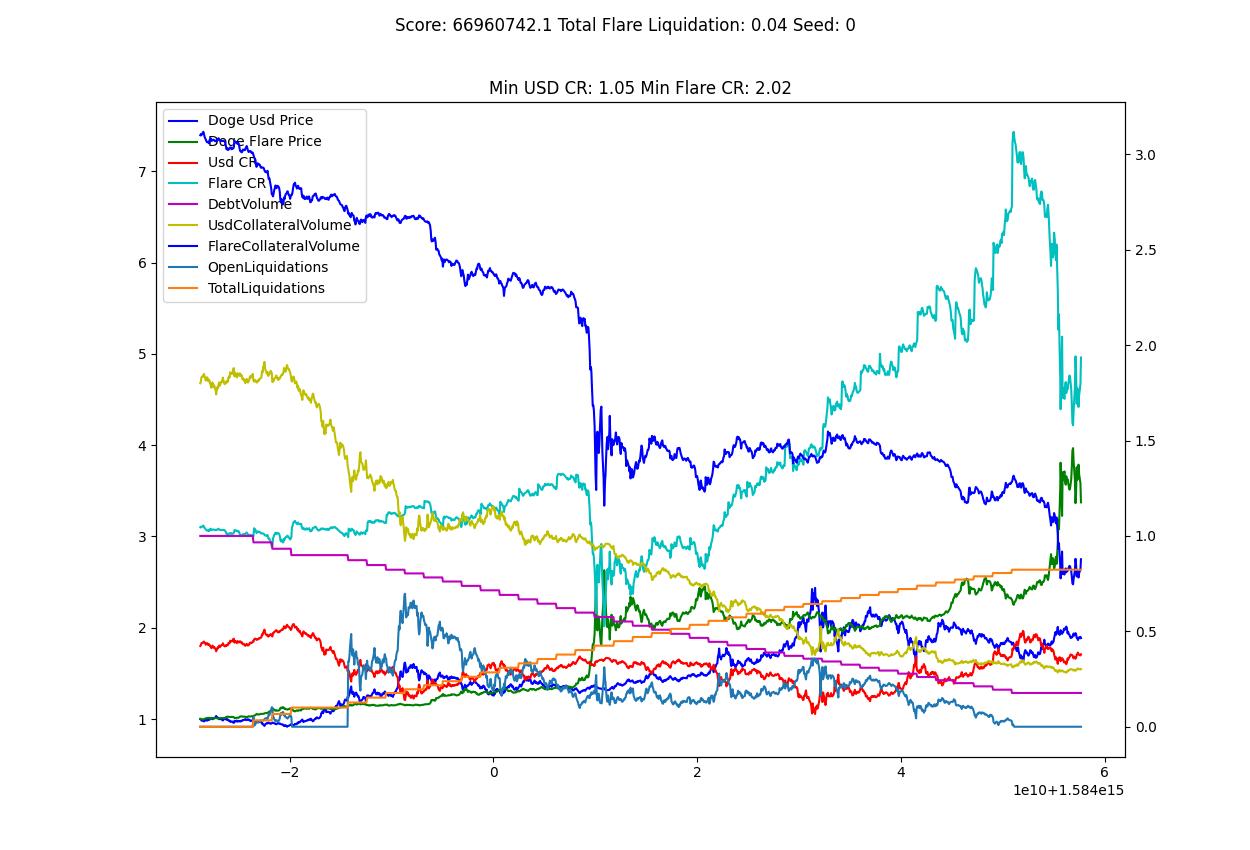 Score: 66960742.1 Total Flare Liquidation: 0.04 Seed: 0
Min USD CR: 1.05 Min Flare CR: 2.02
Doge Usd Price
Doge Flare Price
Usd CR
Flare CR
DebtVolume
UsdCollateralVolume
FlareCollateralVolume
OpenLiquidations
TotalLiquidations
7
6
5
4
3
2
1
3.0
2.5
2.0
1.5
1.0
0.5
0.0
−2
0
2
4
6
1e10+1.584e15